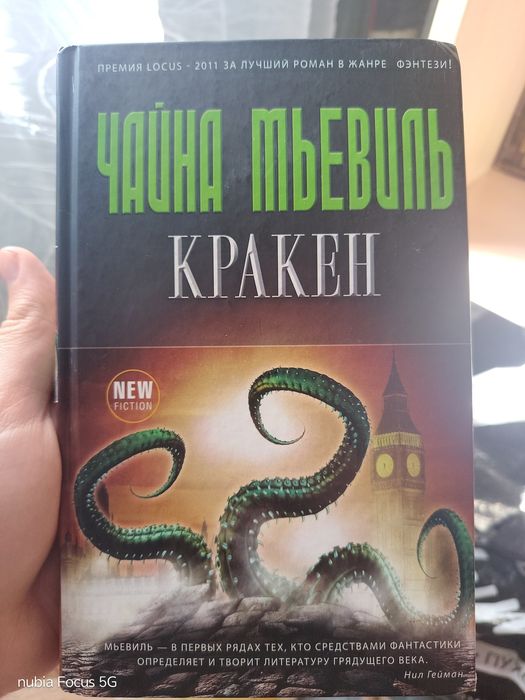 ПРЕМИЯ LOCUS - 2011 ЗА ЛУЧШИЙ РОМАН В ЖАНРЕ ФЭНТЕЗИ!
ЧАЙНА МЬЕВИЛЬ
КРАКЕН
NEW
FICTION
МЬЕВИЛЬ — В ПЕРВЫХ РЯДАХ ТЕХ, КТО СРЕДСТВАМИ ФАНТАСТИКИ
ОПРЕДЕЛЯЕТ И ТВОРИТ ЛИТЕРАТУРУ ГРЯДУЩЕГО ВЕКА.
Нил Гейман
nubia Focus 5G
ПУХ